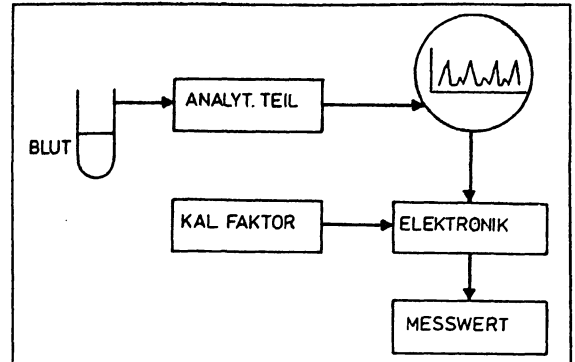 ANALYT. TEIL
BLUT
KAL FAKTOR
ELEKTRONIK
MESSWERT